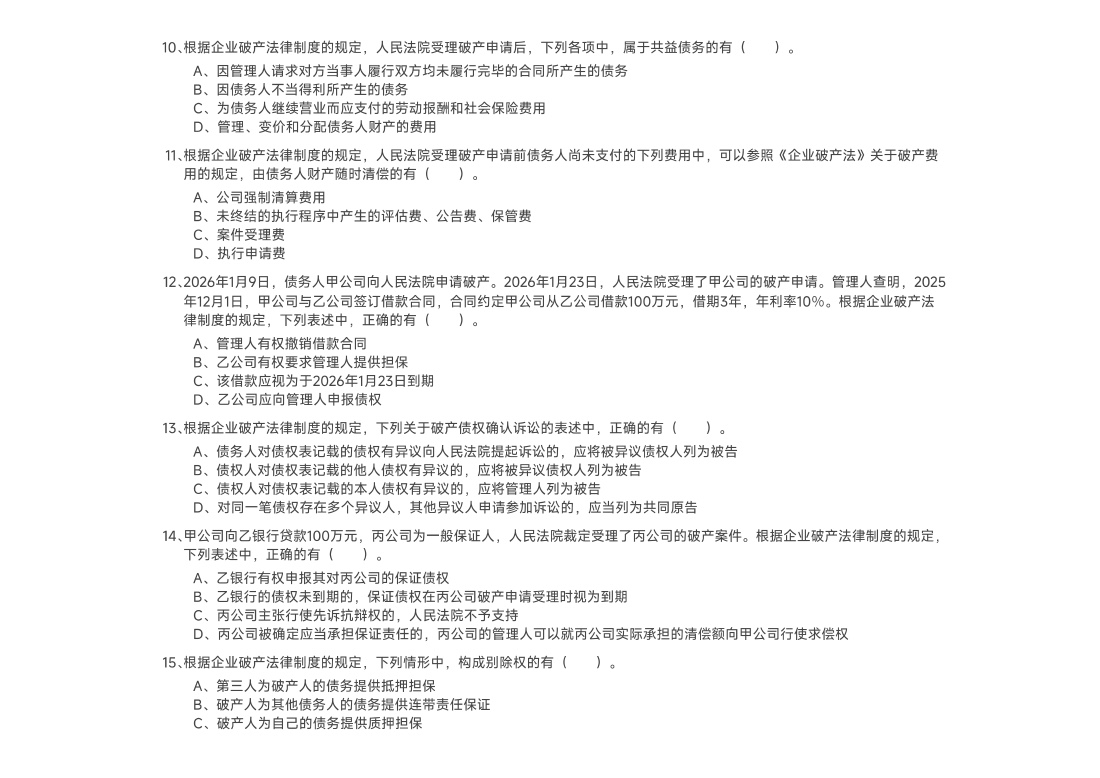 10、根据企业破产法律制度的规定，人民法院受理破产申请后，下列各项中，属于共益债务的有（　　）。
A、因管理人请求对方当事人履行双方均未履行完毕的合同所产生的债务
B、因债务人不当得利所产生的债务
C、为债务人继续营业而应支付的劳动报酬和社会保险费用
D、管理、变价和分配债务人财产的费用
11、根据企业破产法律制度的规定，人民法院受理破产申请前债务人尚未支付的下列费用中，可以参照《企业破产法》关于破产费
用的规定，由债务人财产随时清偿的有（　　）。
A、公司强制清算费用
B、未终结的执行程序中产生的评估费、公告费、保管费
C、案件受理费
D、执行申请费
12、2026年1月9日，债务人甲公司向人民法院申请破产。2026年1月23日，人民法院受理了甲公司的破产申请。管理人查明，2025
年12月1日，甲公司与乙公司签订借款合同，合同约定甲公司从乙公司借款100万元，借期3年，年利率10%。根据企业破产法
律制度的规定，下列表述中，正确的有（　　）。
A、管理人有权撤销借款合同
B、乙公司有权要求管理人提供担保
C、该借款应视为于2026年1月23日到期
D、乙公司应向管理人申报债权
13、根据企业破产法律制度的规定，下列关于破产债权确认诉讼的表述中，正确的有（　　）。
A、债务人对债权表记载的债权有异议向人民法院提起诉讼的，应将被异议债权人列为被告
B、债权人对债权表记载的他人债权有异议的，应将被异议债权人列为被告
C、债权人对债权表记载的本人债权有异议的，应将管理人列为被告
D、对同一笔债权存在多个异议人，其他异议人申请参加诉讼的，应当列为共同原告
14、甲公司向乙银行贷款100万元，丙公司为一般保证人，人民法院裁定受理了丙公司的破产案件。根据企业破产法律制度的规定，
下列表述中，正确的有（　　）。
A、乙银行有权申报其对丙公司的保证债权
B、乙银行的债权未到期的，保证债权在丙公司破产申请受理时视为到期
C、丙公司主张行使先诉抗辩权的，人民法院不予支持
D、丙公司被确定应当承担保证责任的，丙公司的管理人可以就丙公司实际承担的清偿额向甲公司行使求偿权
15、根据企业破产法律制度的规定，下列情形中，构成别除权的有（　　）。
A、第三人为破产人的债务提供抵押担保
B、破产人为其他债务人的债务提供连带责任保证
C、破产人为自己的债务提供质押担保